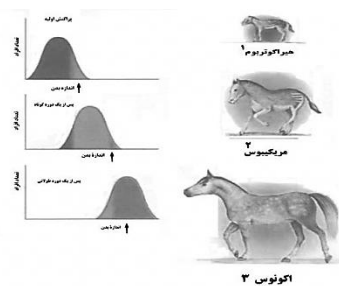 پراکنش اولیه
تعداد افراد
اندازه بدن
پس از یک دوره کوتاه
تعداد افراد
اندازهٔ بدن
پس از یک دوره طولانی
تعداد افراد
اندازهٔ بدن
هیراکوتریوم ۱
۲
مریکیپوس
اکونوس ۳